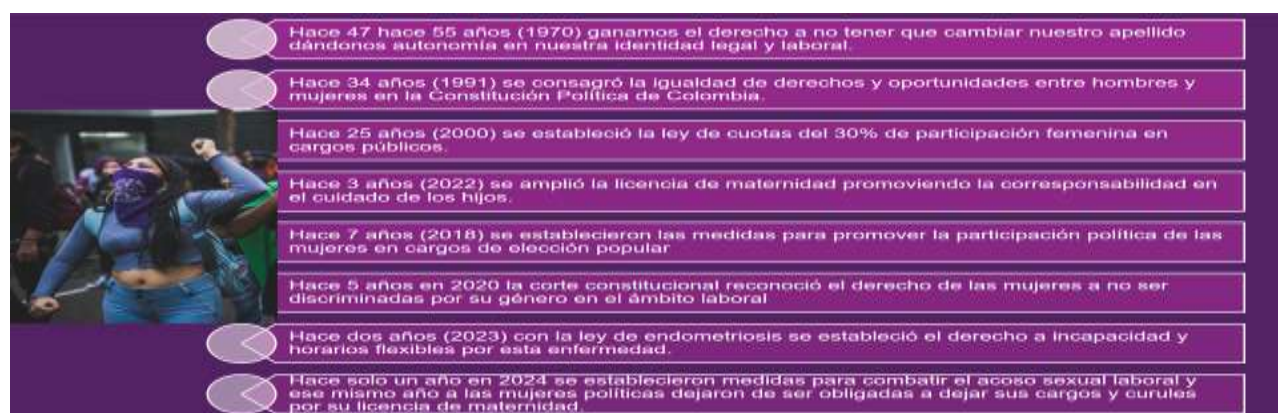 Hace 47 hace 55 años (1970) ganamos el derecho a no tener que cambiar nuestro apellido
dándonos autonomía en nuestra identidad legal y laboral.
Hace 34 años (1991) se consagró la igualdad de derechos y oportunidades entre hombres y
mujeres en la Constitución Política de Colombia.
Hace 25 años (2000) se estableció la ley de cuotas del 30% de participación femenina en
cargos públicos.
Hace 3 años (2022) se amplió la licencia de maternidad promoviendo la corresponsabilidad en
el cuidado de los hijos.
Hace 7 años (2018) se establecieron las medidas para promover la participación política de las
mujeres en cargos de elección popular
Hace 5 años en 2020 la corte constitucional reconoció el derecho de las mujeres a no ser
discriminadas por su género en el ámbito laboral
Hace dos años (2023) con la ley de endometriosis se estableció el derecho a incapacidad y
horarios flexibles por esta enfermedad.
Hace solo un año en 2024 se establecieron medidas para combatir el acoso sexual laboral y
ese mismo año a las mujeres políticas dejaron de ser obligadas a dejar sus cargos y curules
por su licencia de maternidad.